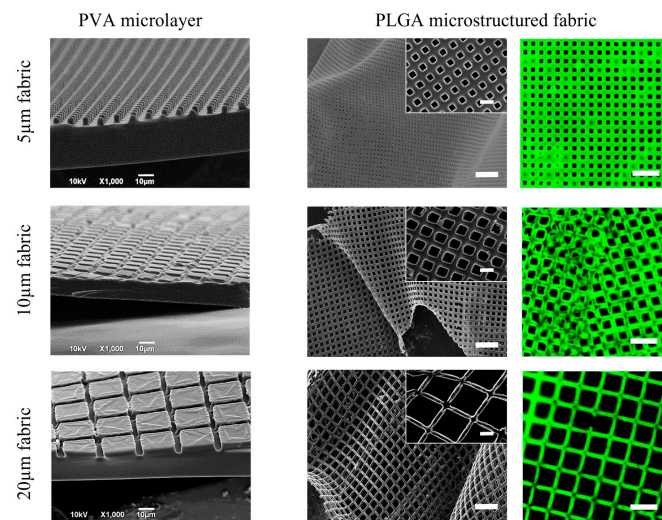 PVA microlayer
PLGA microstructured fabric
5µm fabric
10kV X1,000 10µm
10µm fabric
10kV X1,000 10µm
20µm fabric
10kV X1,000 10µm